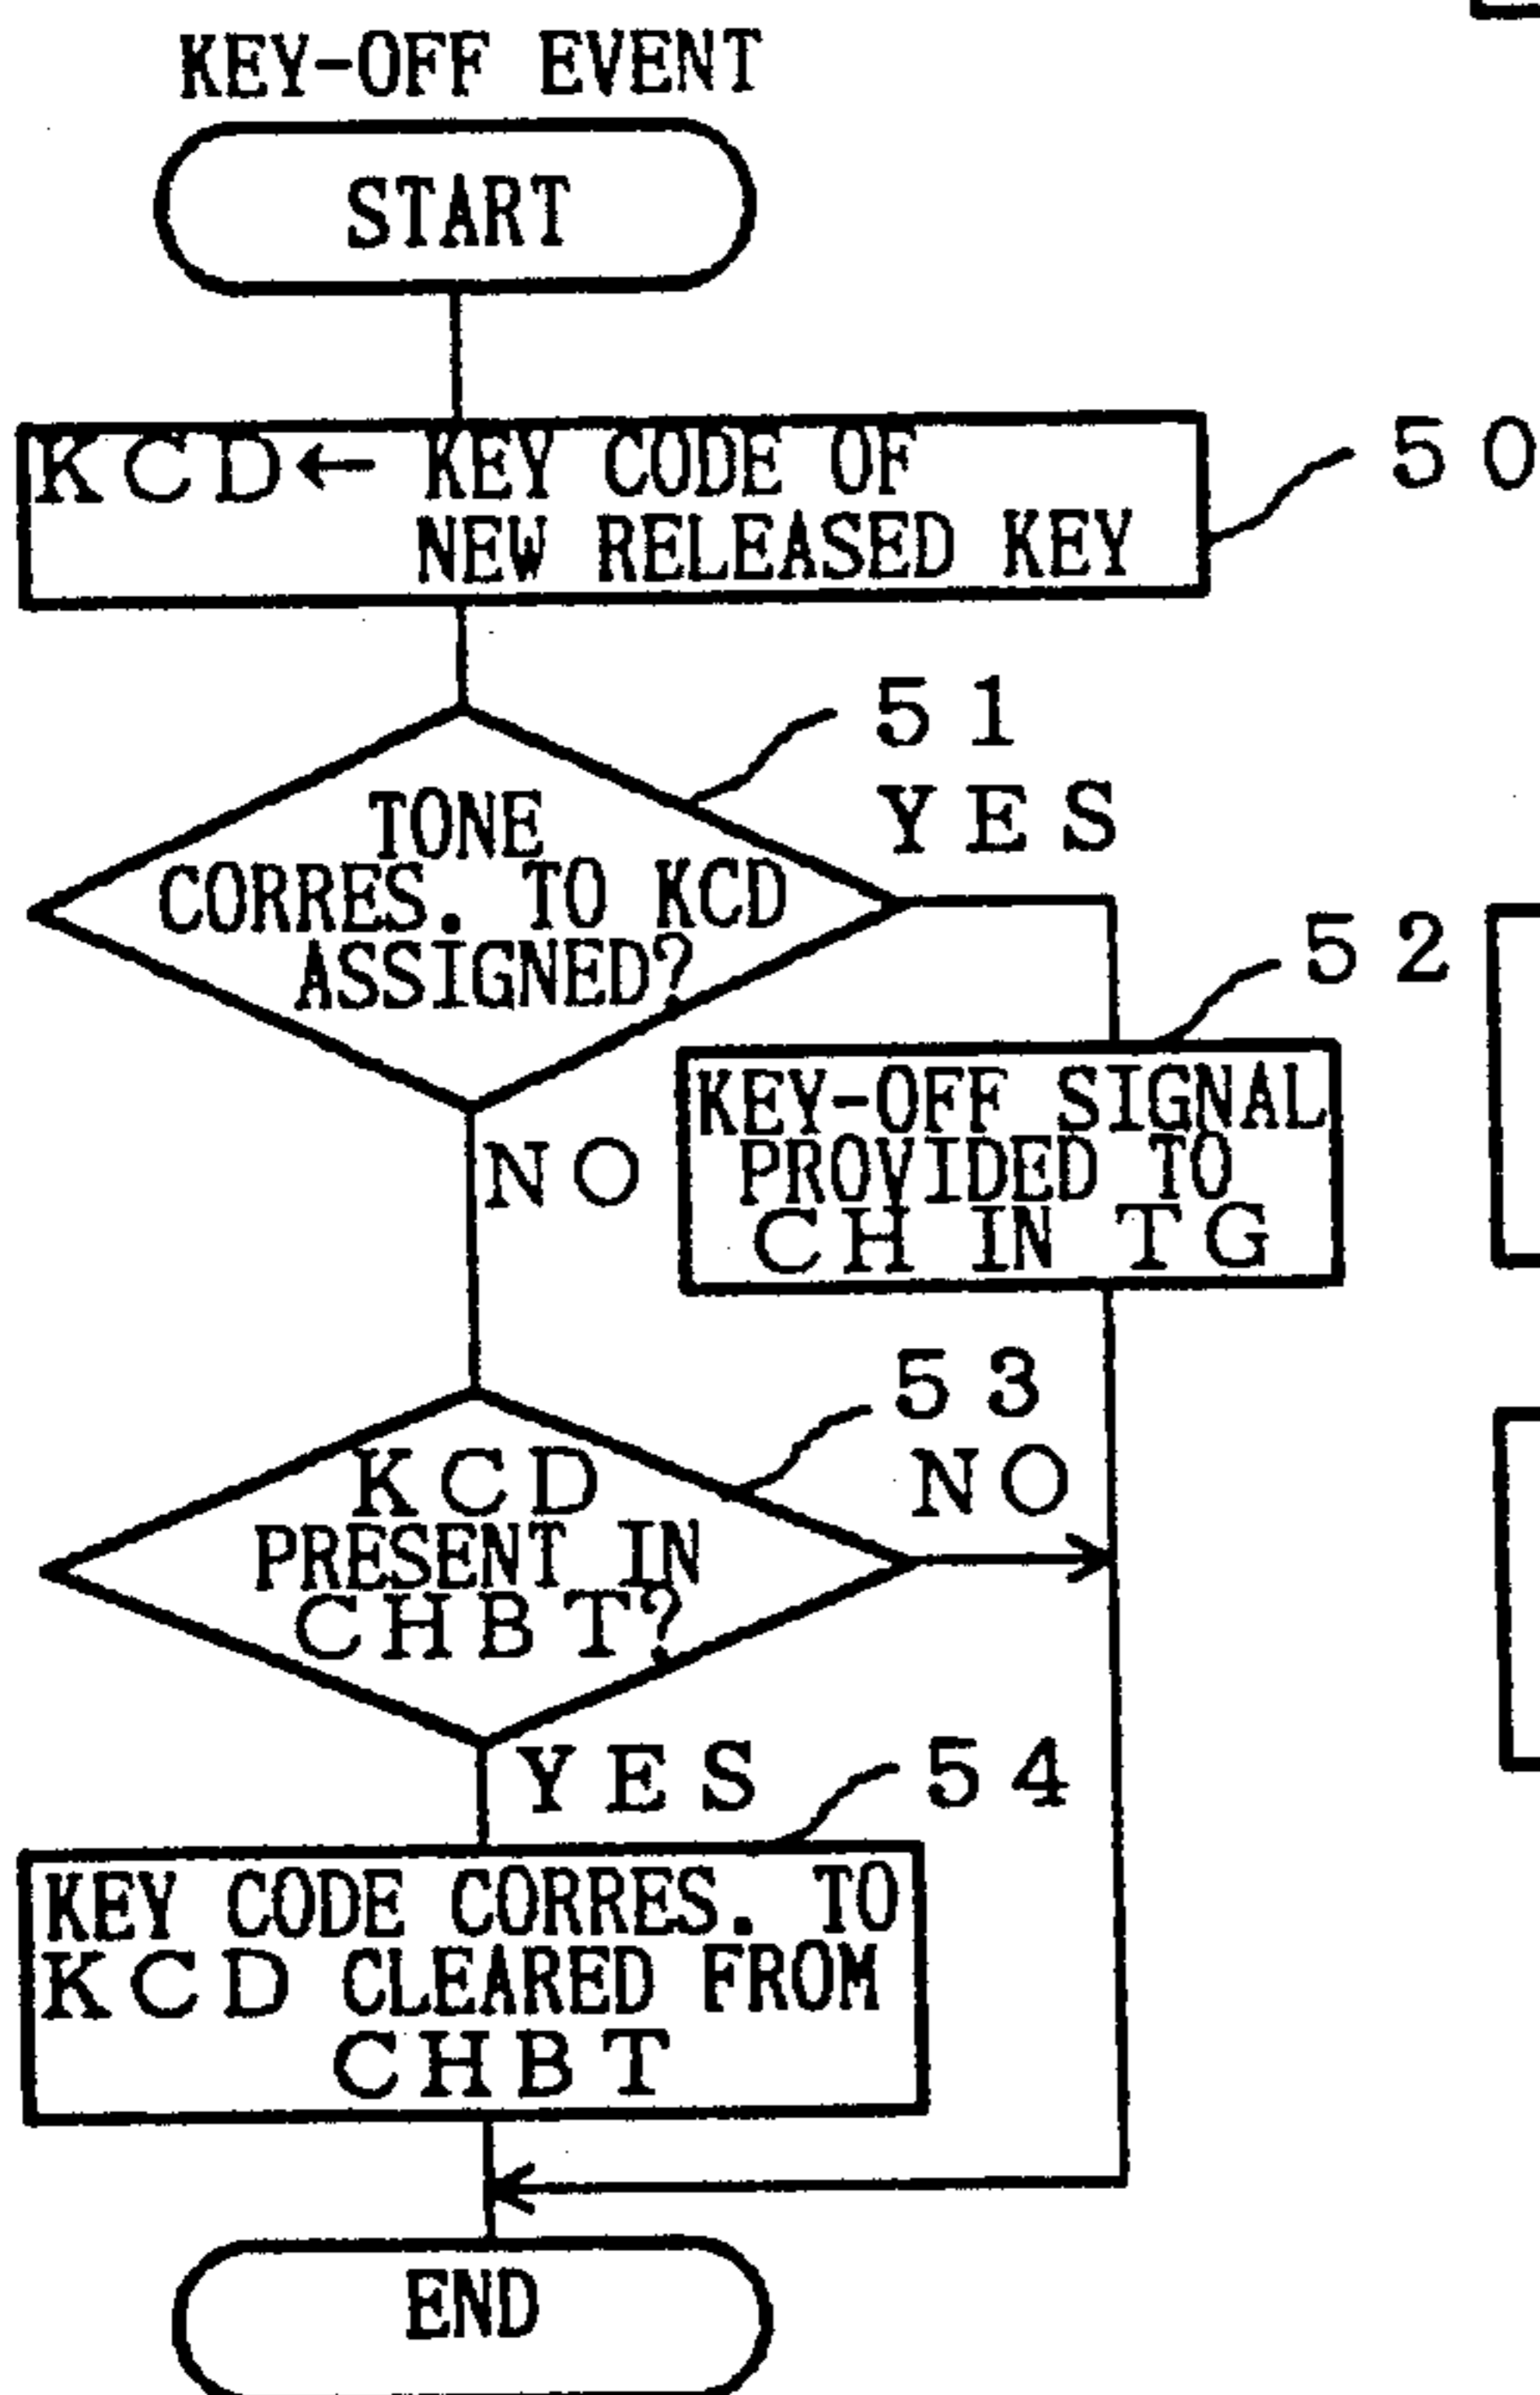 KEY-OFF EVENT
START
KCD← KEY CODE OF
NEW RELEASED KEY
50
51
TONE
CORRES. TO KCD
ASSIGNED?
YES
52
KEY-OFF SIGNAL
PROVIDED TO
CH IN TG
NO
53
KCD
PRESENT IN
CHBT?
NO
YES
54
KEY CODE CORRES. TO
KCD CLEARED FROM
CHBT
END